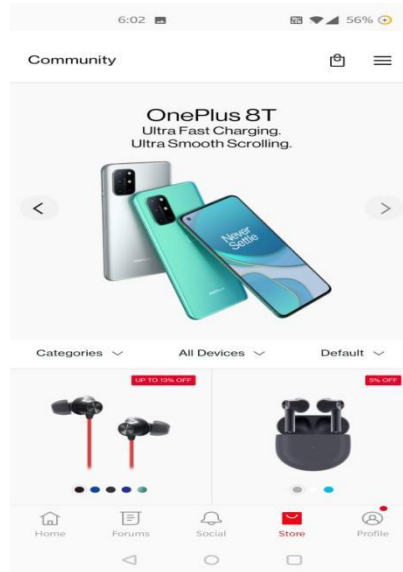 6:02
56%
Community
OnePlus 8T
Ultra Fast Charging.
Ultra Smooth Scrolling.
Never
Settle
Categories
All Devices
Default
UP TO 13% OFF
5% OFF
Home
Forums
Social
Store
Profile